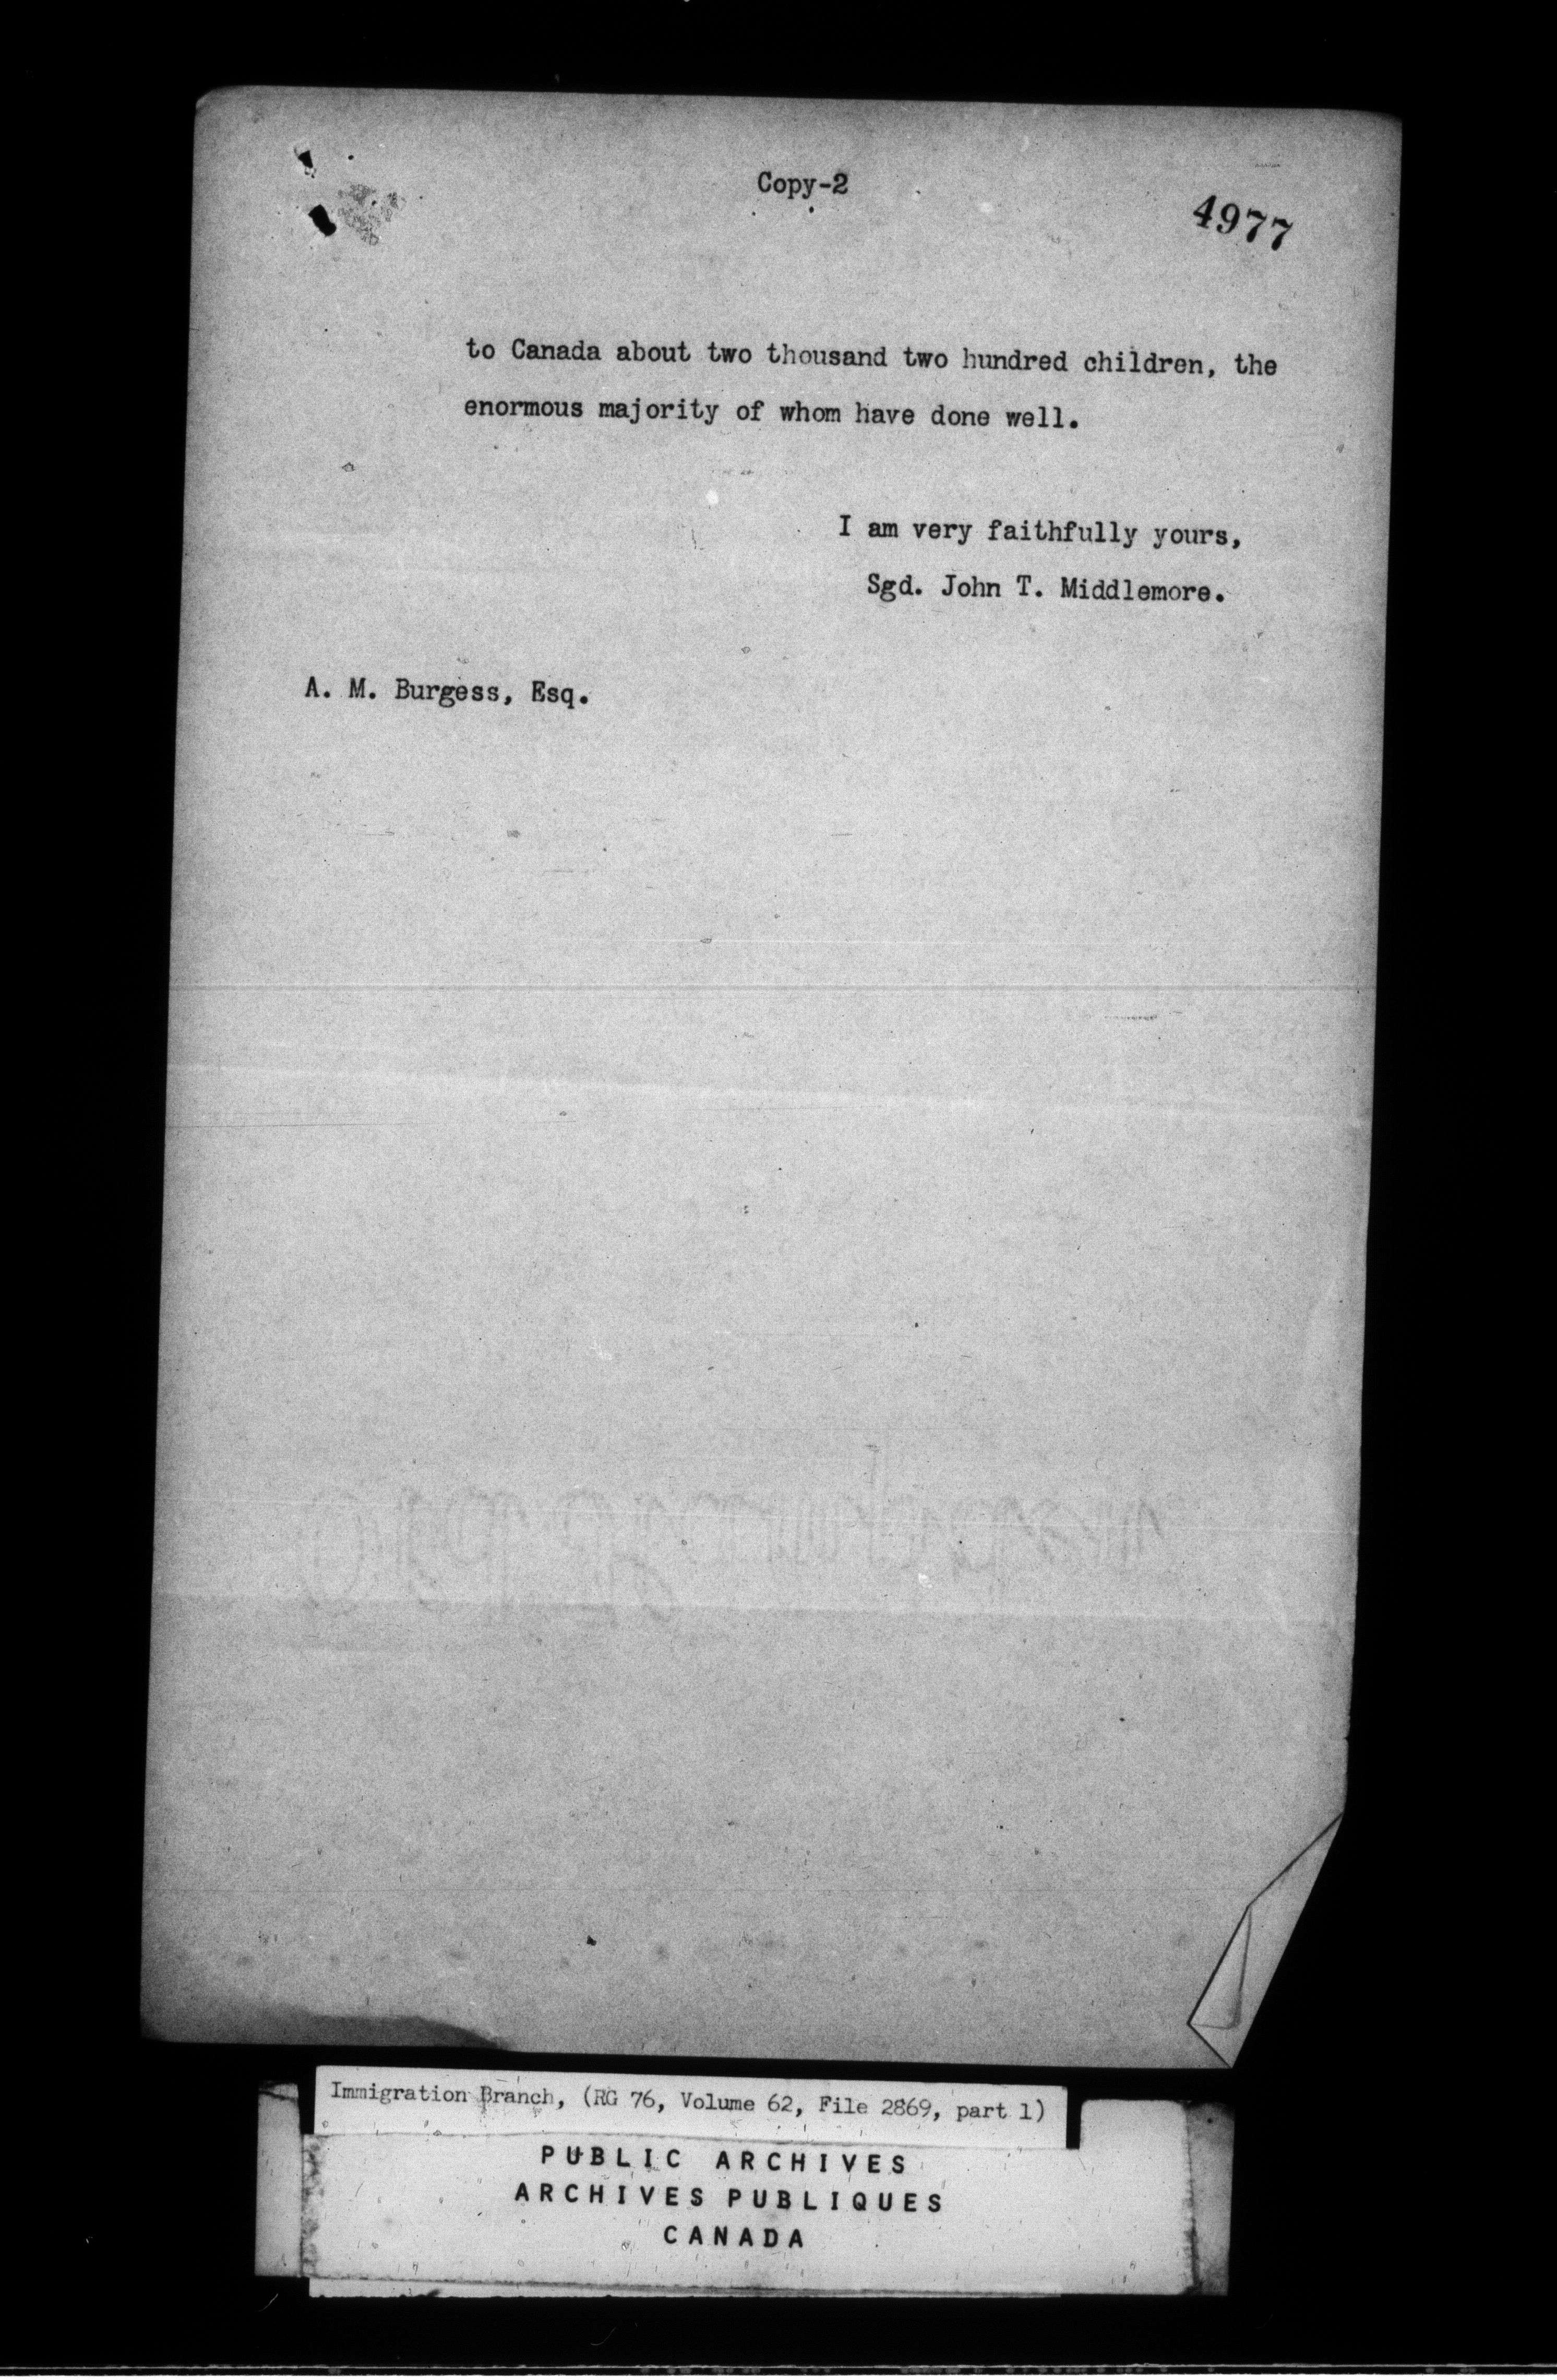 Copy-2
4977
to Canada about two thousand two hundred children, the
enormous majority of whom have done well.
I am very faithfully yours,
Sgd. John T. Middlemore.
A. M. Burgess, Esq.
Immigration Branch, (RG 76, Volume 62, File 2869, part 1)
PUBLIC ARCHIVES
ARCHIVES PUBLIQUES
CANADA